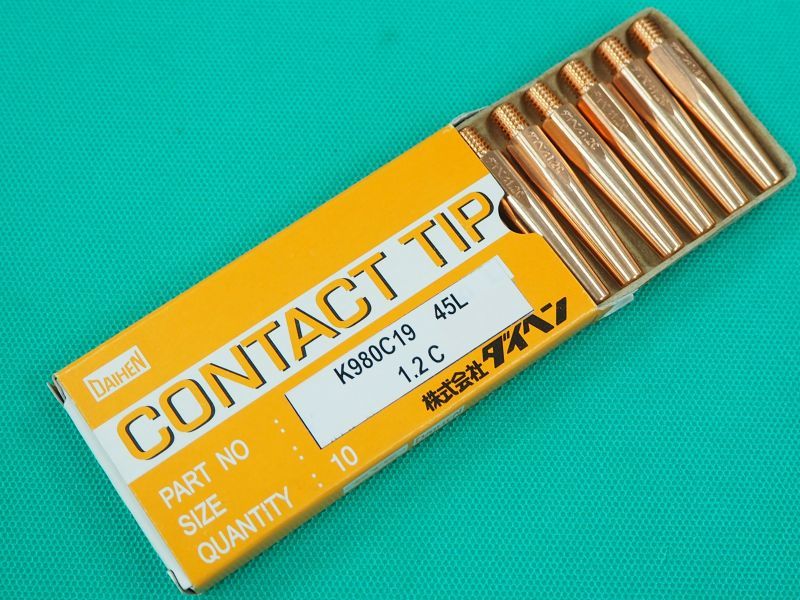 DAIHEN
CONTACT TIP
PART NO : K980C19 45L
SIZE : 1.2 C
QUANTITY : 10
株式会社ダイヘン